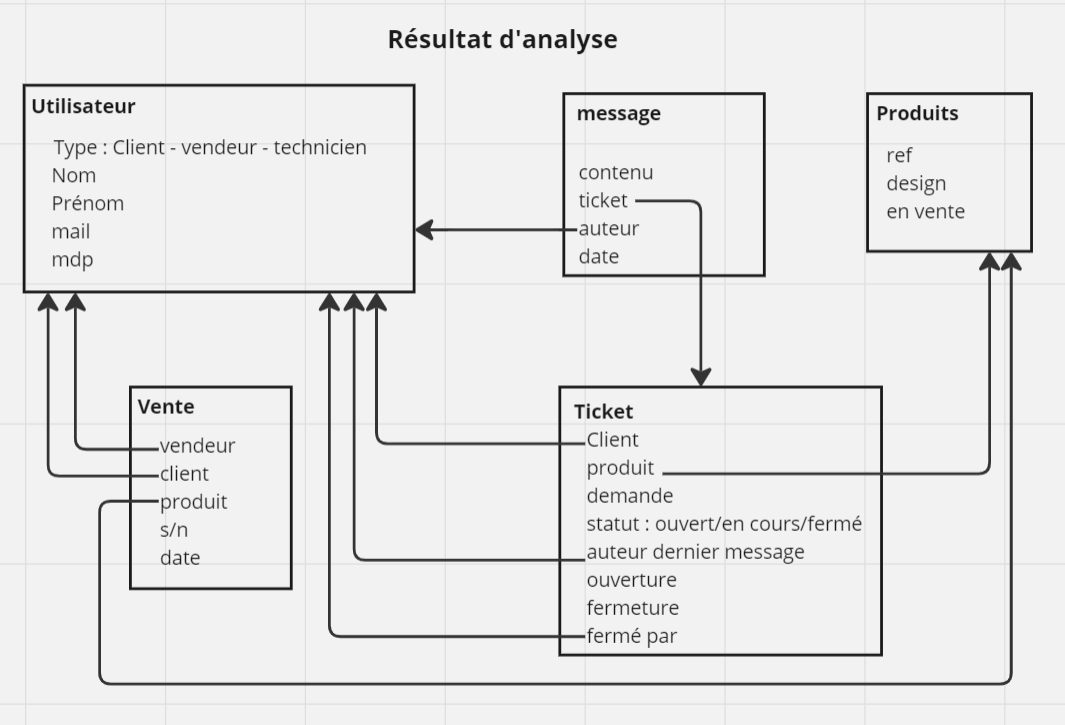 Résultat d'analyse
Utilisateur
Type : Client - vendeur - technicien
Nom
Prénom
mail
mdp
message
contenu
ticket
auteur
date
Produits
ref
design
en vente
Vente
vendeur
client
produit
s/n
date
Ticket
Client
produit
demande
statut : ouvert/en cours/fermé
auteur dernier message
ouverture
fermeture
fermé par